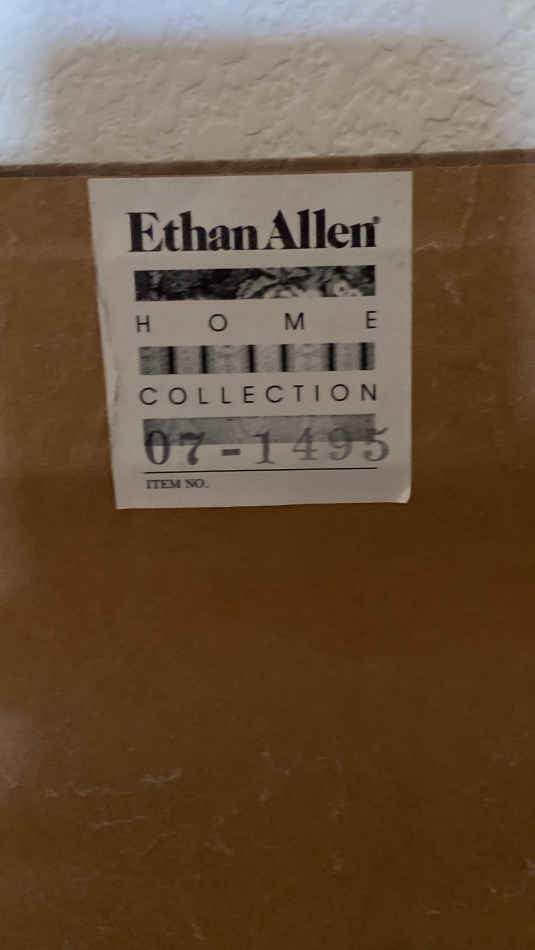 Ethan Allen®
HOME
COLLECTION
07-1495
ITEM NO.